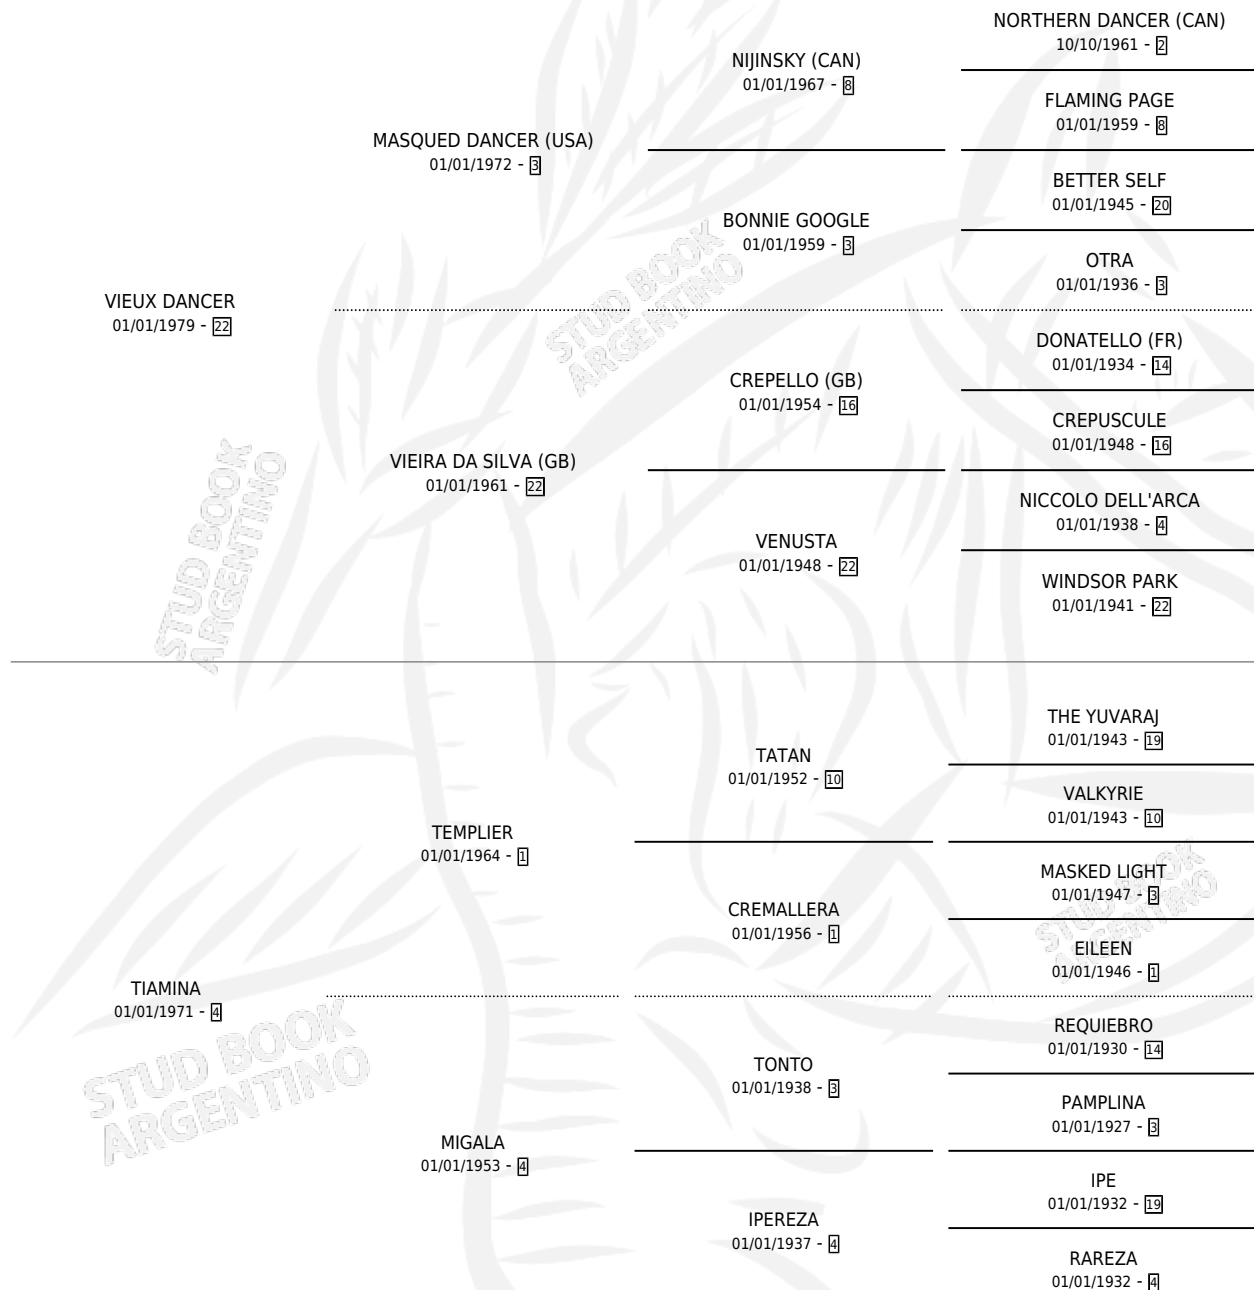 NORTHERN DANCER (CAN)
10/10/1961 - 2
NIJINSKY (CAN)
01/01/1967 - 8
FLAMING PAGE
01/01/1959 - 8
MASQUED DANCER (USA)
01/01/1972 - 3
BETTER SELF
01/01/1945 - 20
BONNIE GOOGLE
01/01/1959 - 3
OTRA
01/01/1936 - 3
VIEUX DANCER
01/01/1979 - 22
DONATELLO (FR)
01/01/1934 - 14
CREPELLO (GB)
01/01/1954 - 16
CREPUSCULE
01/01/1948 - 16
VIEIRA DA SILVA (GB)
01/01/1961 - 22
NICCOLO DELL'ARCA
01/01/1938 - 4
VENUSTA
01/01/1948 - 22
WINDSOR PARK
01/01/1941 - 22
THE YUVARAJ
01/01/1943 - 19
TATAN
01/01/1952 - 10
VALKYRIE
01/01/1943 - 10
TEMPLIER
01/01/1964 - 1
MASKED LIGHT
01/01/1947 - 3
CREMALLERA
01/01/1956 - 1
EILEEN
01/01/1946 - 1
TIAMINA
01/01/1971 - 4
REQUIEBRO
01/01/1930 - 14
TONTO
01/01/1938 - 3
PAMPLINA
01/01/1927 - 3
MIGALA
01/01/1953 - 4
IPE
01/01/1932 - 19
IPEREZA
01/01/1937 - 4
RAREZA
01/01/1932 - 4
STUD BOOK
ARGENTINO
STUD BOOK
ARGENTINO
STUD BOOK
ARGENTINO
STUD BOOK
ARGENTINO